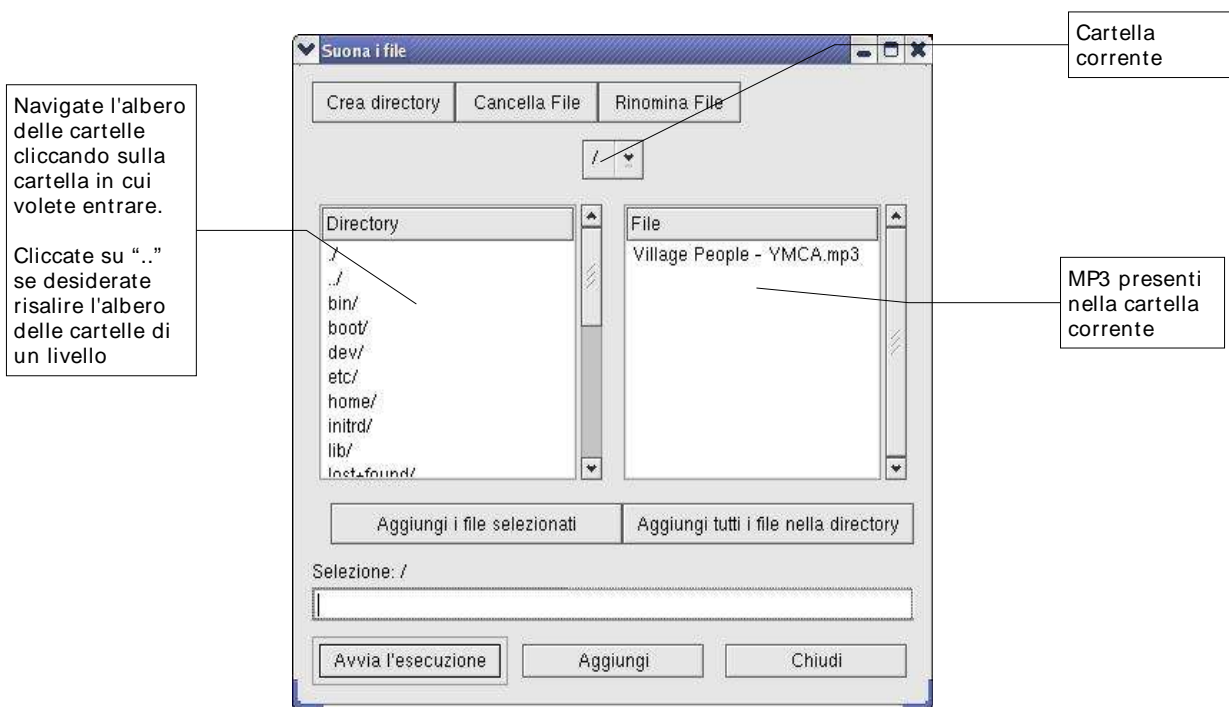 Cartella
corrente
Suona i file
Navigate l'albero
delle cartelle
cliccando sulla
cartella in cui
volete entrare.
Cliccate su “..”
se desiderate
risalire l'albero
delle cartelle di
un livello
Crea directory
Cancella File
Rinomina File
/
Directory
./
../
bin/
boot/
dev/
etc/
home/
initrd/
lib/
lost+found/
File
Village People - YMCA.mp3
MP3 presenti
nella cartella
corrente
Aggiungi i file selezionati
Aggiungi tutti i file nella directory
Selezione: /
Avvia l'esecuzione
Aggiungi
Chiudi